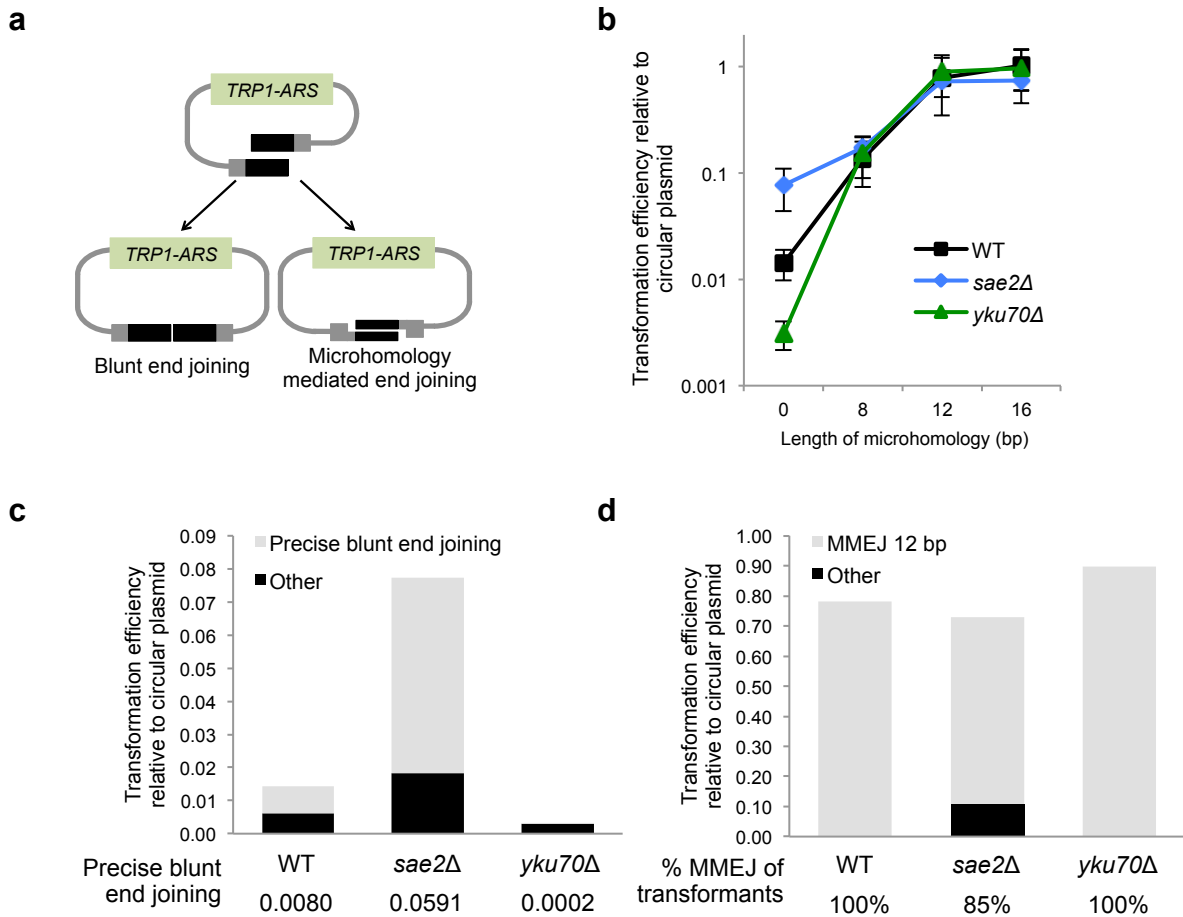 a
TRP1-ARS
TRP1-ARS
TRP1-ARS
Blunt end joining
Microhomology
mediated end joining
b
Transformation efficiency relative to
circular plasmid
1
0.1
0.01
0.001
0
8
12
16
Length of microhomology (bp)
WT
sae2Δ
yku70Δ
c
Transformation efficiency
relative to circular plasmid
0.09
0.08
0.07
0.06
0.05
0.04
0.03
0.02
0.01
0.00
Precise blunt end joining
Other
WT
sae2Δ
yku70Δ
Precise blunt
end joining
0.0080
0.0591
0.0002
d
Transformation efficiency
relative to circular plasmid
1.00
0.90
0.80
0.70
0.60
0.50
0.40
0.30
0.20
0.10
0.00
MMEJ 12 bp
Other
WT
sae2Δ
yku70Δ
% MMEJ of
transformants
100%
85%
100%